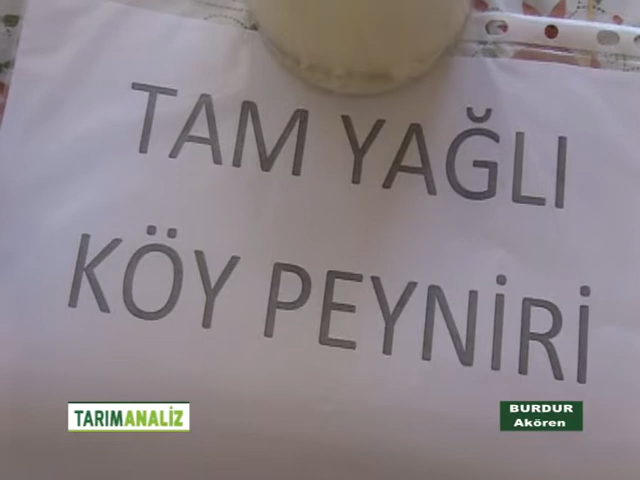 TAM YAĞLI
KÖY PEYNİRİ
TARIMANALİZ
BURDUR
Akören